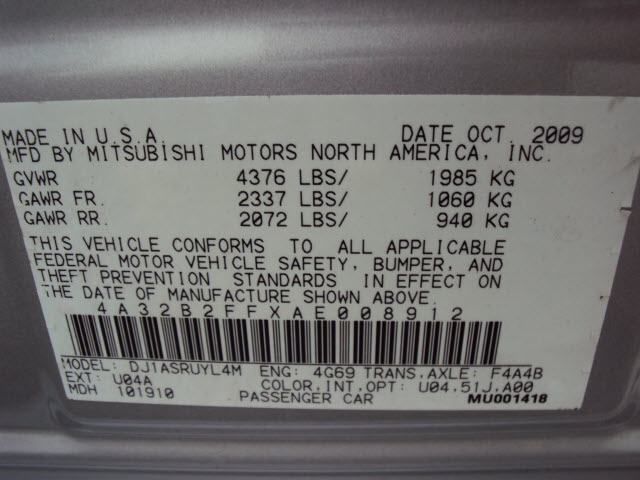 MADE IN U.S.A. DATE OCT. 2009
MFD BY MITSUBISHI MOTORS NORTH AMERICA, INC.
GVWR 4376 LBS/ 1985 KG
GAWR FR. 2337 LBS/ 1060 KG
GAWR RR. 2072 LBS/ 940 KG
THIS VEHICLE CONFORMS TO ALL APPLICABLE
FEDERAL MOTOR VEHICLE SAFETY, BUMPER, AND
THEFT PREVENTION STANDARDS IN EFFECT ON
THE DATE OF MANUFACTURE SHOWN ABOVE.
4A32B2FFXAE008912
MODEL: DJ1ASRUYL4M ENG: 4G69 TRANS.AXLE: F4A4B
EXT: U04A COLOR.INT.OPT: U04.51J.A00
MDH 101910 PASSENGER CAR MU001418